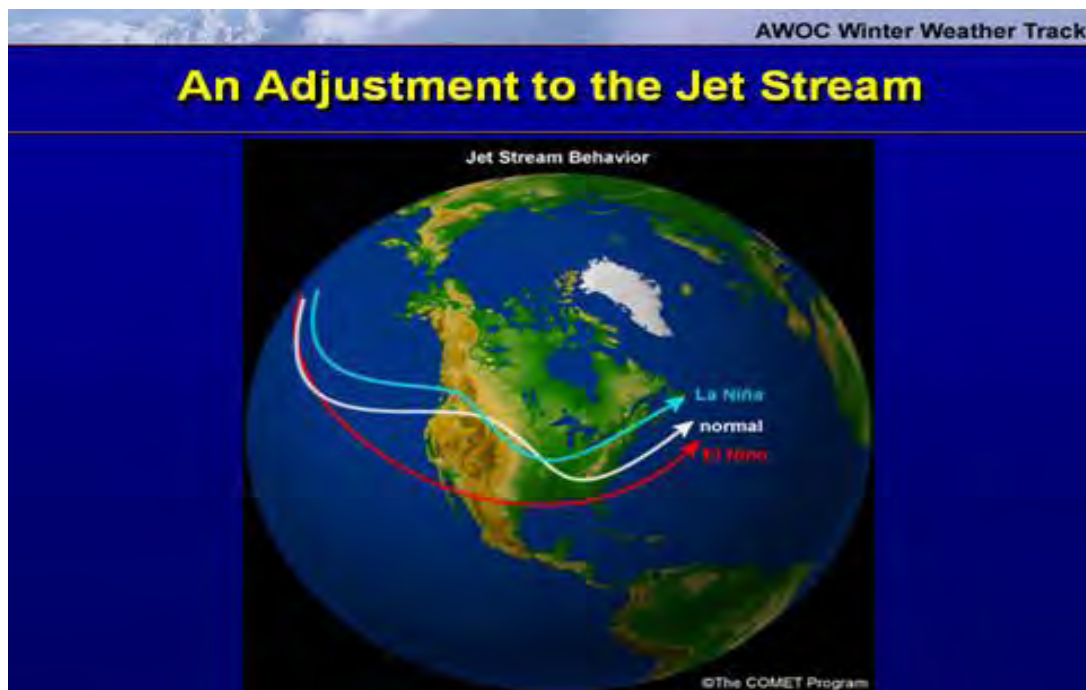 AWOC Winter Weather Track
An Adjustment to the Jet Stream
Jet Stream Behavior
La Niña
normal
El Nino
©The COMET Program